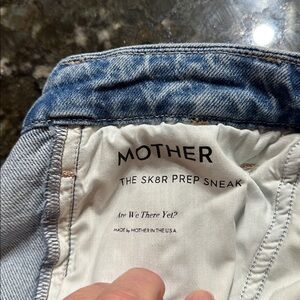 MOTHER
THE SK8R PREP SNEAK
Are We There Yet?
MADE by MOTHER IN THE U.S.A.